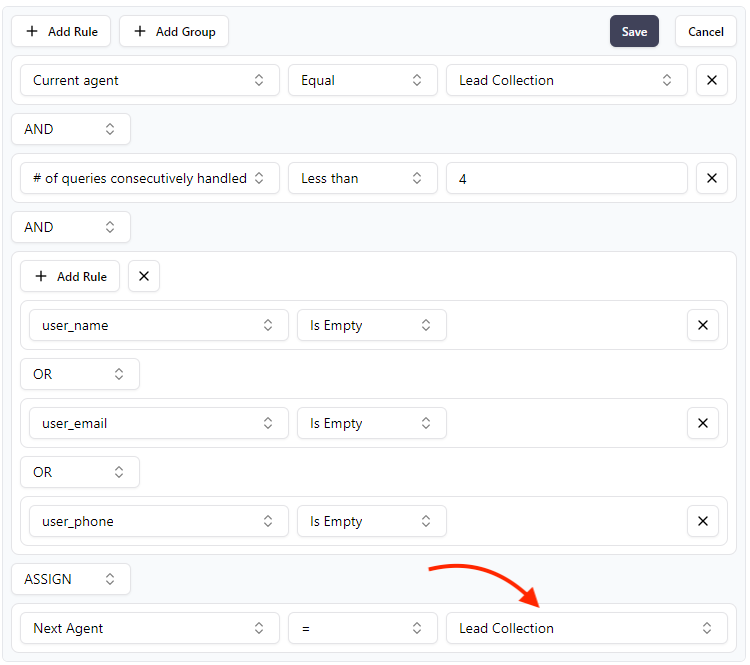 + Add Rule + Add Group Save Cancel
Current agent Equal Lead Collection
AND
# of queries consecutively handled Less than 4
AND
+ Add Rule
user_name Is Empty
OR
user_email Is Empty
OR
user_phone Is Empty
ASSIGN
Next Agent = Lead Collection